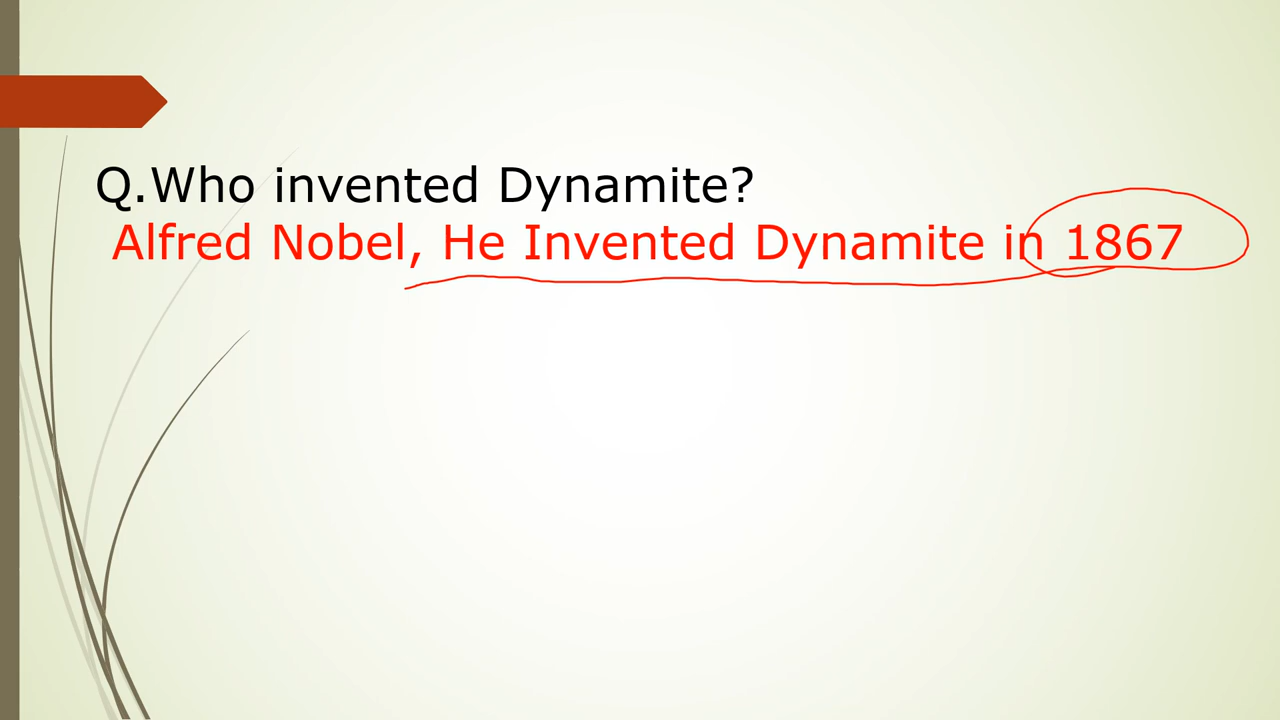 Q.Who invented Dynamite?
Alfred Nobel, He Invented Dynamite in 1867